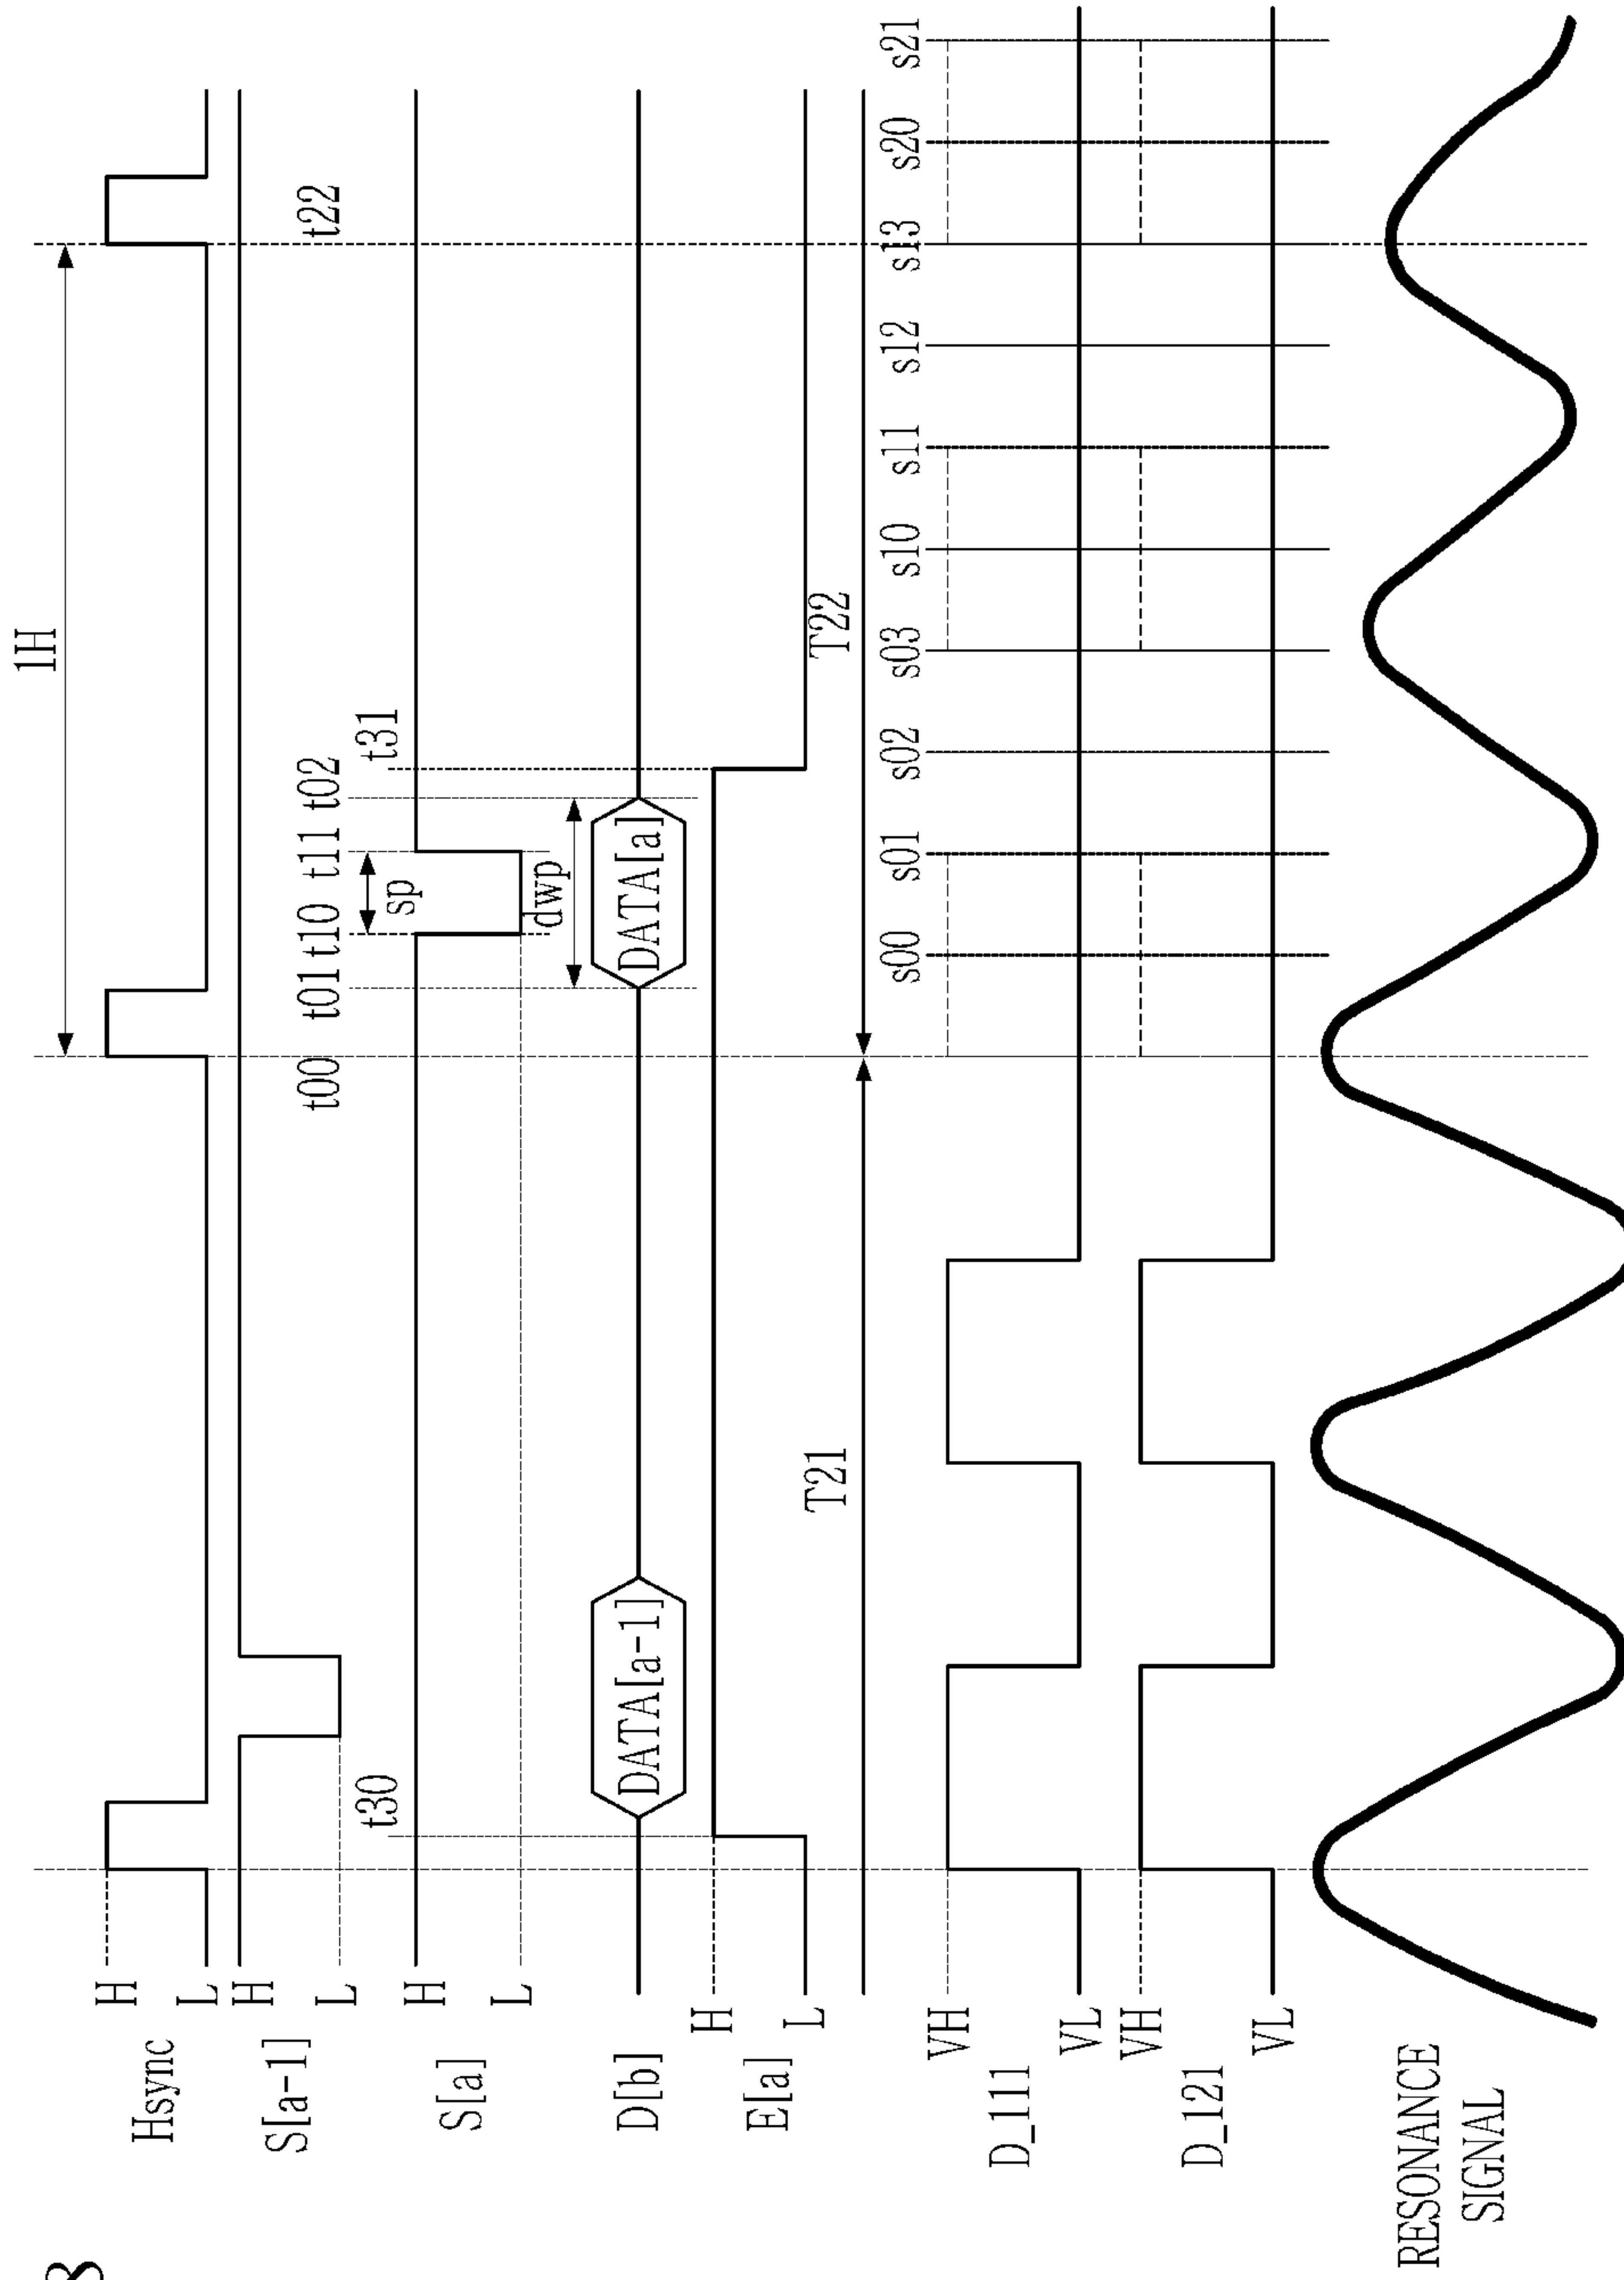 8
1H
Hsync
H
L
S[a-1]
H
L
t00 t01 t10 t11 t02
t22
t30
t31
sp
S[a]
H
L
dwp
D[b]
DATA[a-1]
DATA[a]
E[a]
H
L
T21
T22
s00 s01 s02 s03 s10 s11 s12 s13 s20 s21
D_111
VH
VL
D_121
VH
VL
RESONANCE
SIGNAL